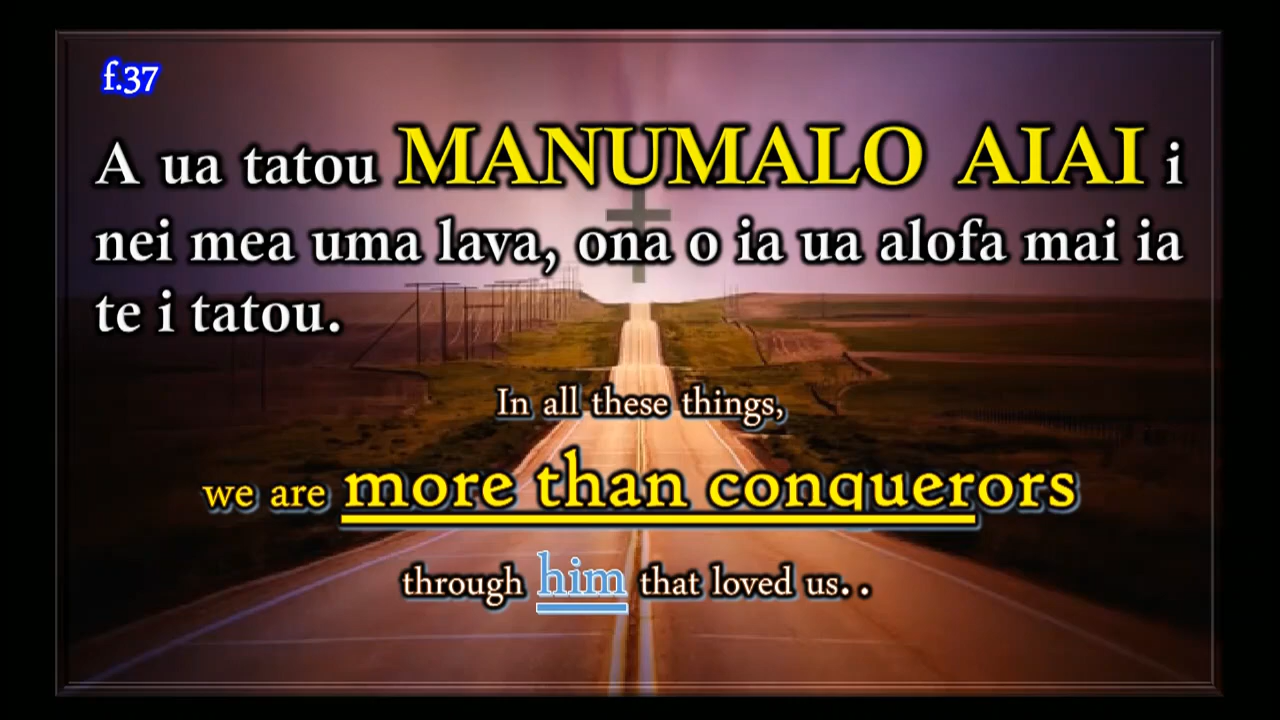 f.37
A ua tatou MANUMALO AIAI i
nei mea uma lava, ona o ia ua alofa mai ia
te i tatou.
In all these things,
we are more than conquerors
through him that loved us..